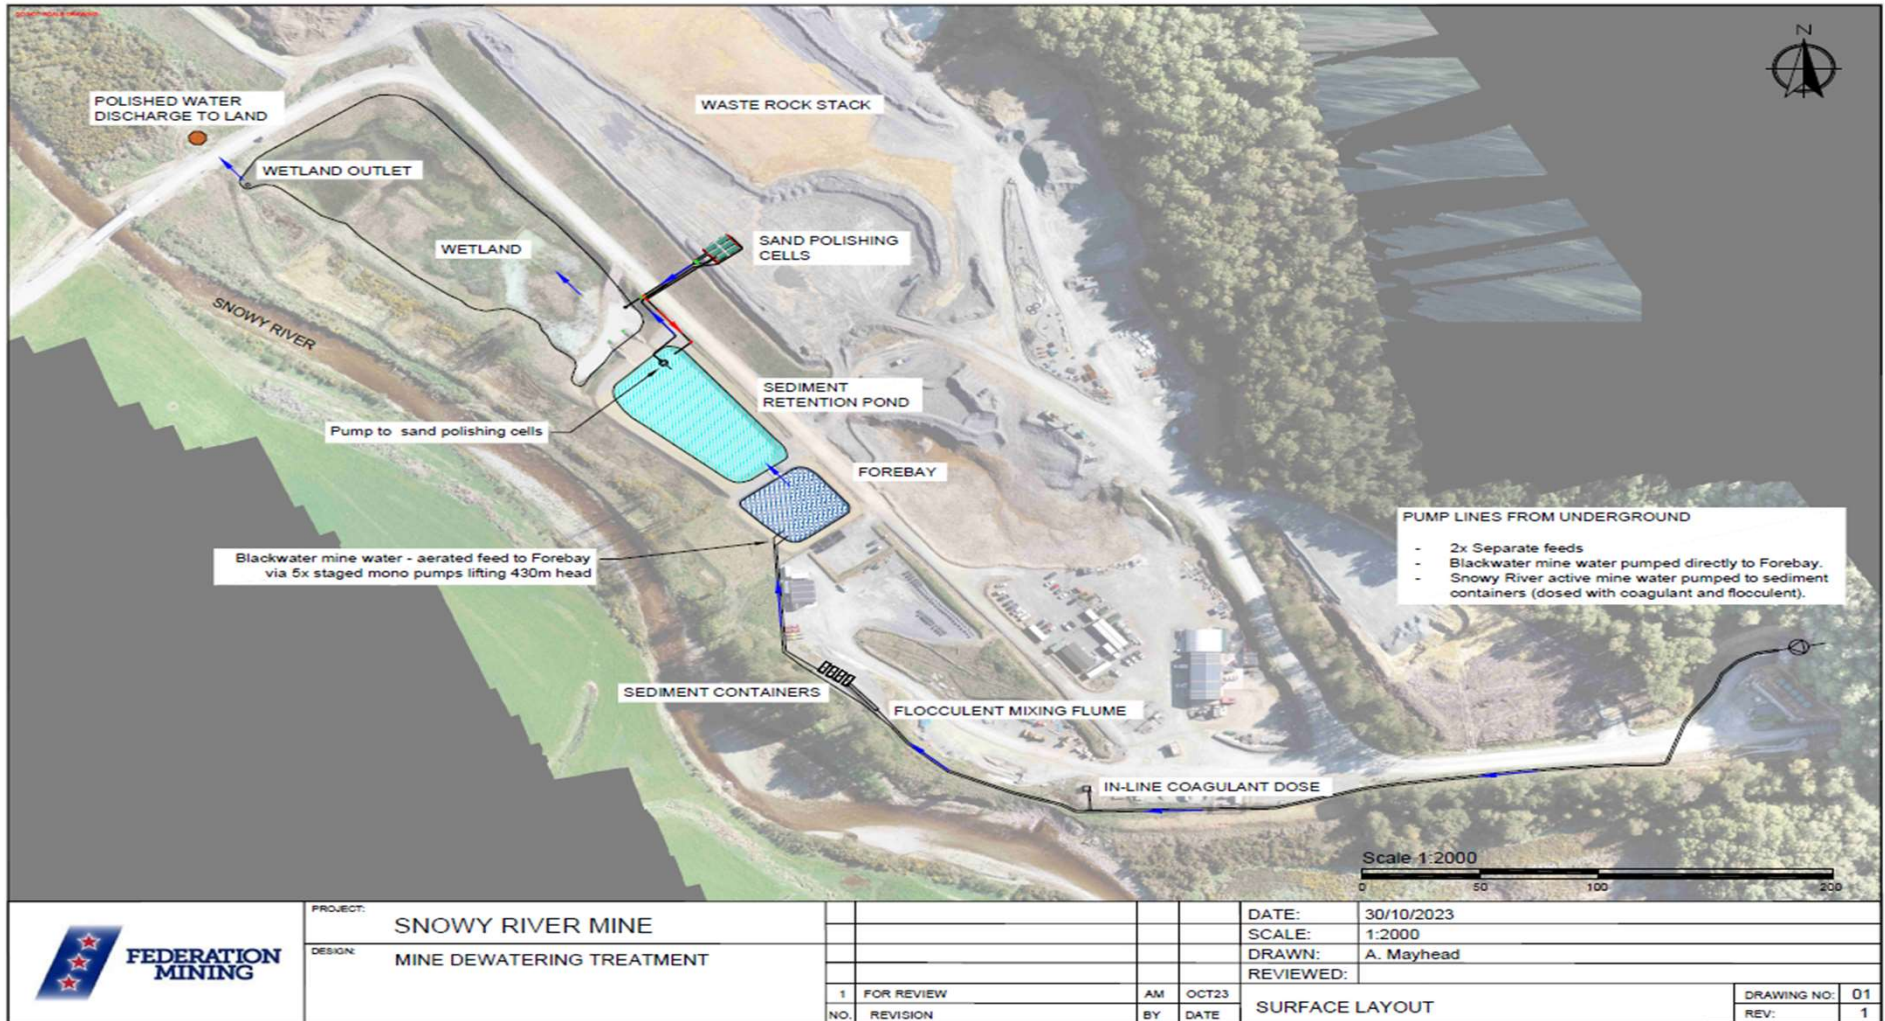 DO NOT SCALE DRAWING
N
POLISHED WATER
DISCHARGE TO LAND
WASTE ROCK STACK
WETLAND OUTLET
WETLAND
SAND POLISHING
CELLS
SNOWY RIVER
SEDIMENT
RETENTION POND
Pump to sand polishing cells
FOREBAY
PUMP LINES FROM UNDERGROUND
- 2x Separate feeds
- Blackwater mine water pumped directly to Forebay.
- Snowy River active mine water pumped to sediment
containers (dosed with coagulant and flocculent).
Blackwater mine water - aerated feed to Forebay
via 5x staged mono pumps lifting 430m head
SEDIMENT CONTAINERS
FLOCCULENT MIXING FLUME
IN-LINE COAGULANT DOSE
Scale 1:2000
0 50 100 200
FEDERATION
MINING
PROJECT:
SNOWY RIVER MINE
DESIGN:
MINE DEWATERING TREATMENT
1 FOR REVIEW AM OCT23
NO. REVISION BY DATE
DATE: 30/10/2023
SCALE: 1:2000
DRAWN: A. Mayhead
REVIEWED:
SURFACE LAYOUT
DRAWING NO: 01
REV: 1